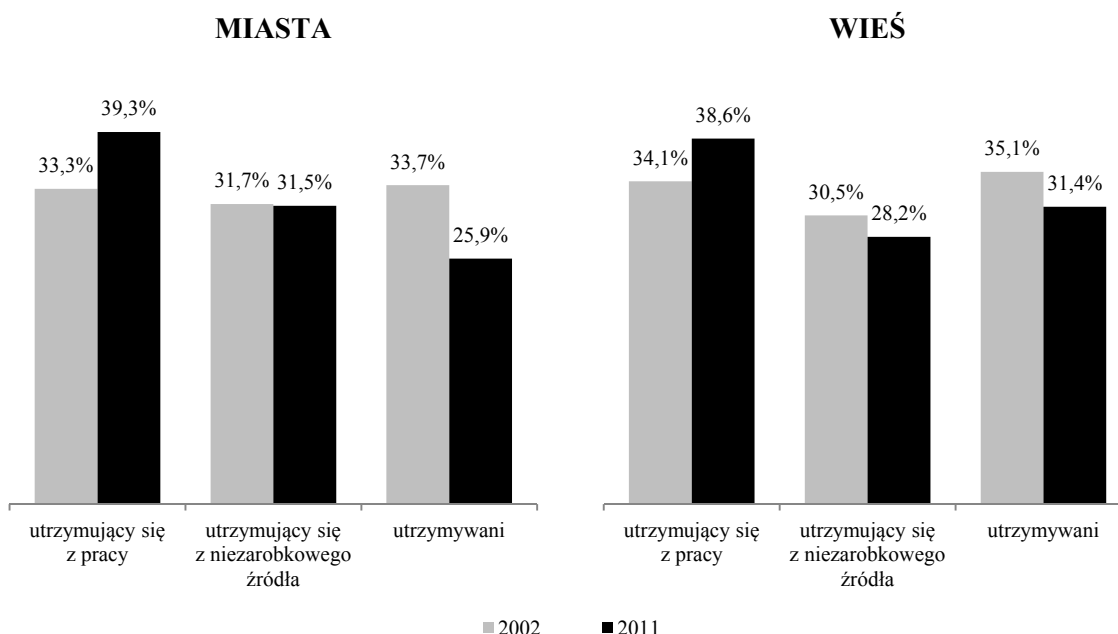 MIASTA
39,3%
33,3%
33,7%
31,7%
31,5%
25,9%
utrzymujący się
z pracy
utrzymujący się
z niezarobkowego
źródła
utrzymywani
WIEŚ
38,6%
34,1%
35,1%
30,5%
31,4%
28,2%
utrzymujący się
z pracy
utrzymujący się
z niezarobkowego
źródła
utrzymywani
2002
2011